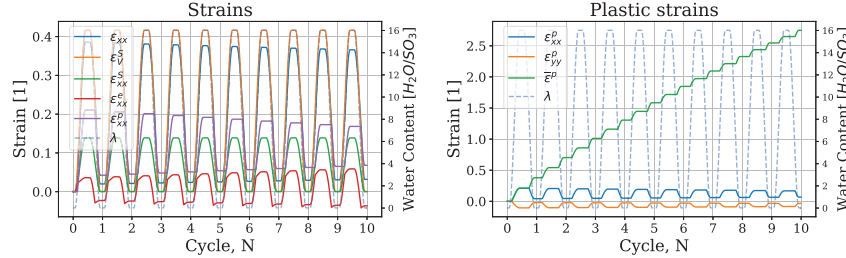 Strains
Strain [1]
0.4
0.3
0.2
0.1
0.0
ε_xx
ε_V^S
ε_xx^S
ε_xx^e
ε_xx^p
λ
16
14
12
10
8
6
4
2
0
Water Content [H_2O/SO_3]
0 1 2 3 4 5 6 7 8 9 10
Cycle, N
Plastic strains
Strain [1]
2.5
2.0
1.5
1.0
0.5
0.0
ε_xx^p
ε_yy^p
ε̅^p
λ
16
14
12
10
8
6
4
2
0
Water Content [H_2O/SO_3]
0 1 2 3 4 5 6 7 8 9 10
Cycle, N